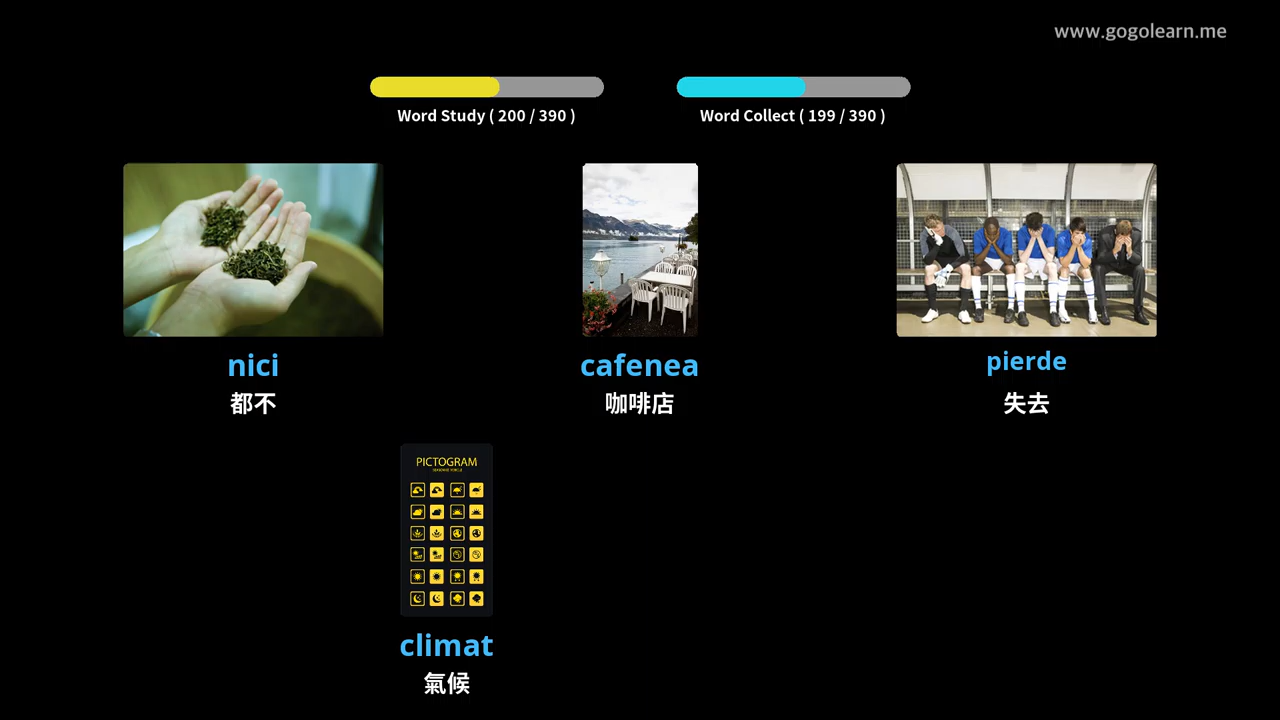 www.gogolearn.me
Word Study ( 200 / 390 )
Word Collect ( 199 / 390 )
nici
都不
cafenea
咖啡店
pierde
失去
PICTOGRAM
climat
氣候